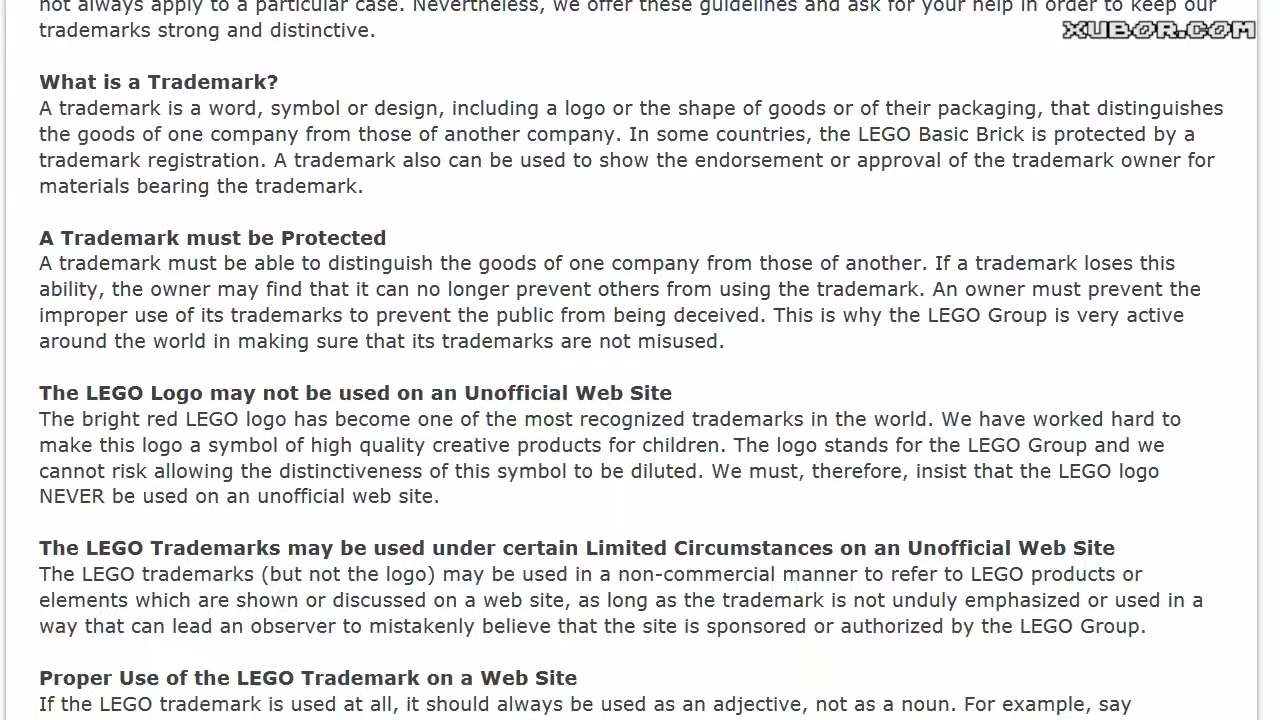 not always apply to a particular case. Nevertheless, we offer these guidelines and ask for your help in order to keep our
trademarks strong and distinctive.
XUBOR.COM
What is a Trademark?
A trademark is a word, symbol or design, including a logo or the shape of goods or of their packaging, that distinguishes
the goods of one company from those of another company. In some countries, the LEGO Basic Brick is protected by a
trademark registration. A trademark also can be used to show the endorsement or approval of the trademark owner for
materials bearing the trademark.
A Trademark must be Protected
A trademark must be able to distinguish the goods of one company from those of another. If a trademark loses this
ability, the owner may find that it can no longer prevent others from using the trademark. An owner must prevent the
improper use of its trademarks to prevent the public from being deceived. This is why the LEGO Group is very active
around the world in making sure that its trademarks are not misused.
The LEGO Logo may not be used on an Unofficial Web Site
The bright red LEGO logo has become one of the most recognized trademarks in the world. We have worked hard to
make this logo a symbol of high quality creative products for children. The logo stands for the LEGO Group and we
cannot risk allowing the distinctiveness of this symbol to be diluted. We must, therefore, insist that the LEGO logo
NEVER be used on an unofficial web site.
The LEGO Trademarks may be used under certain Limited Circumstances on an Unofficial Web Site
The LEGO trademarks (but not the logo) may be used in a non-commercial manner to refer to LEGO products or
elements which are shown or discussed on a web site, as long as the trademark is not unduly emphasized or used in a
way that can lead an observer to mistakenly believe that the site is sponsored or authorized by the LEGO Group.
Proper Use of the LEGO Trademark on a Web Site
If the LEGO trademark is used at all, it should always be used as an adjective, not as a noun. For example, say